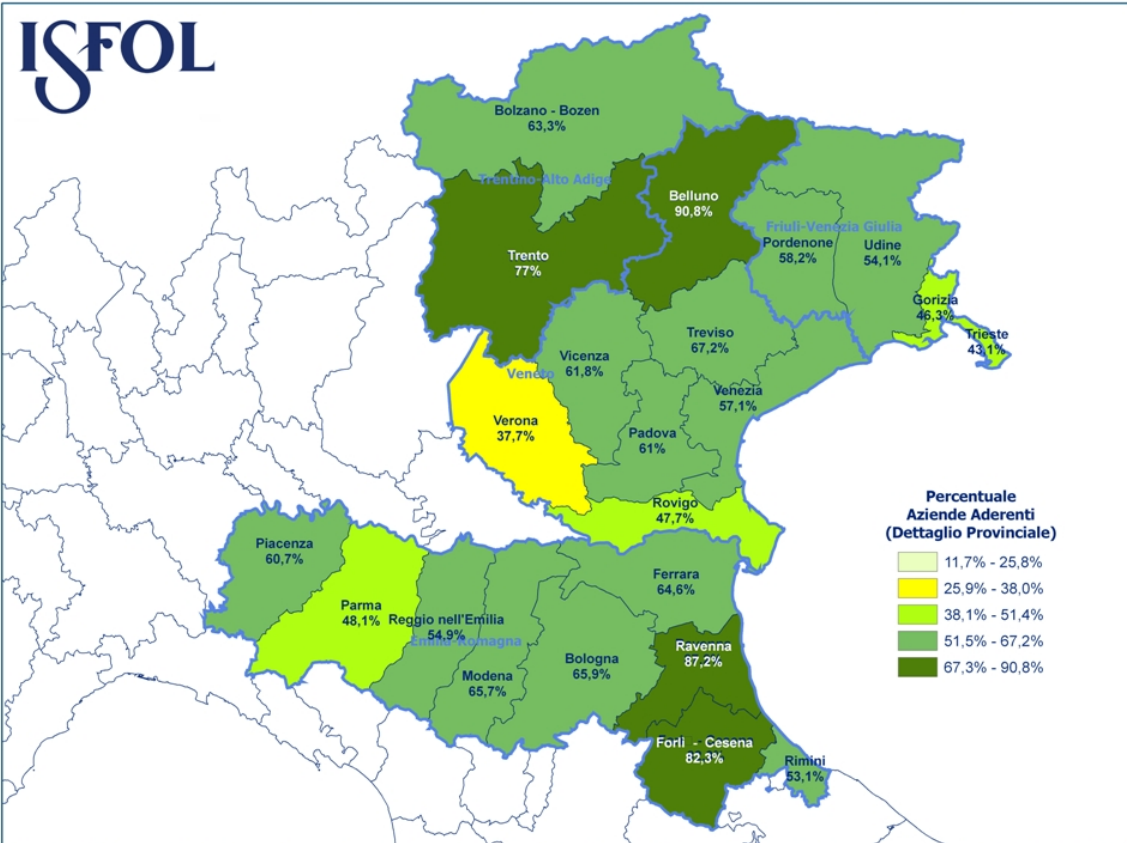 ISFOL
Bolzano - Bozen
63,3%
Trentino-Alto Adige
Belluno
90,8%
Trento
77%
Friuli-Venezia Giulia
Pordenone
58,2%
Udine
54,1%
Gorizia
46,3%
Trieste
43,1%
Treviso
67,2%
Vicenza
61,8%
Veneto
Venezia
57,1%
Verona
37,7%
Padova
61%
Rovigo
47,7%
Piacenza
60,7%
Parma
48,1%
Reggio nell'Emilia
54,9%
Emilia-Romagna
Modena
65,7%
Bologna
65,9%
Ferrara
64,6%
Ravenna
87,2%
Forlì - Cesena
82,3%
Rimini
53,1%
Percentuale
Aziende Aderenti
(Dettaglio Provinciale)
11,7% - 25,8%
25,9% - 38,0%
38,1% - 51,4%
51,5% - 67,2%
67,3% - 90,8%